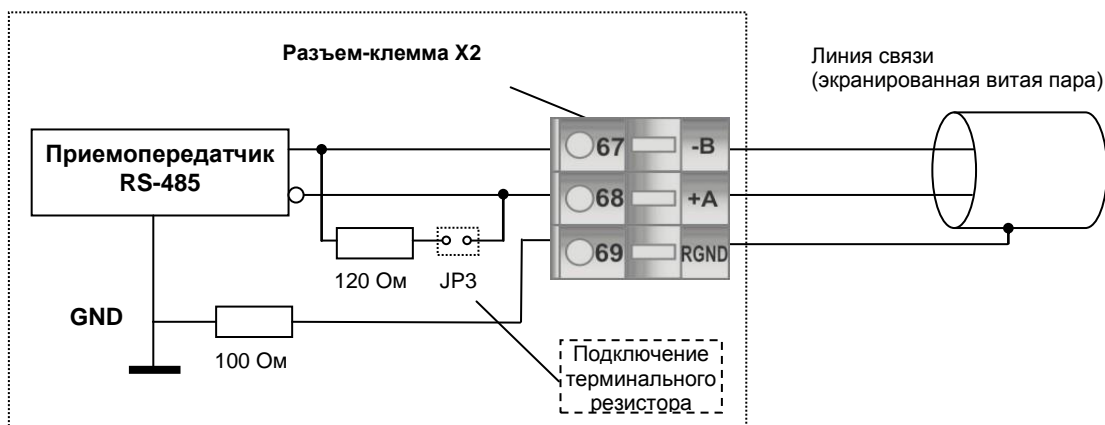 Разъем-клемма X2
Линия связи
(экранированная витая пара)
Приемопередатчик
RS-485
67 -B
68 +A
69 RGND
120 Ом JP3
GND
100 Ом
Подключение
терминального
резистора